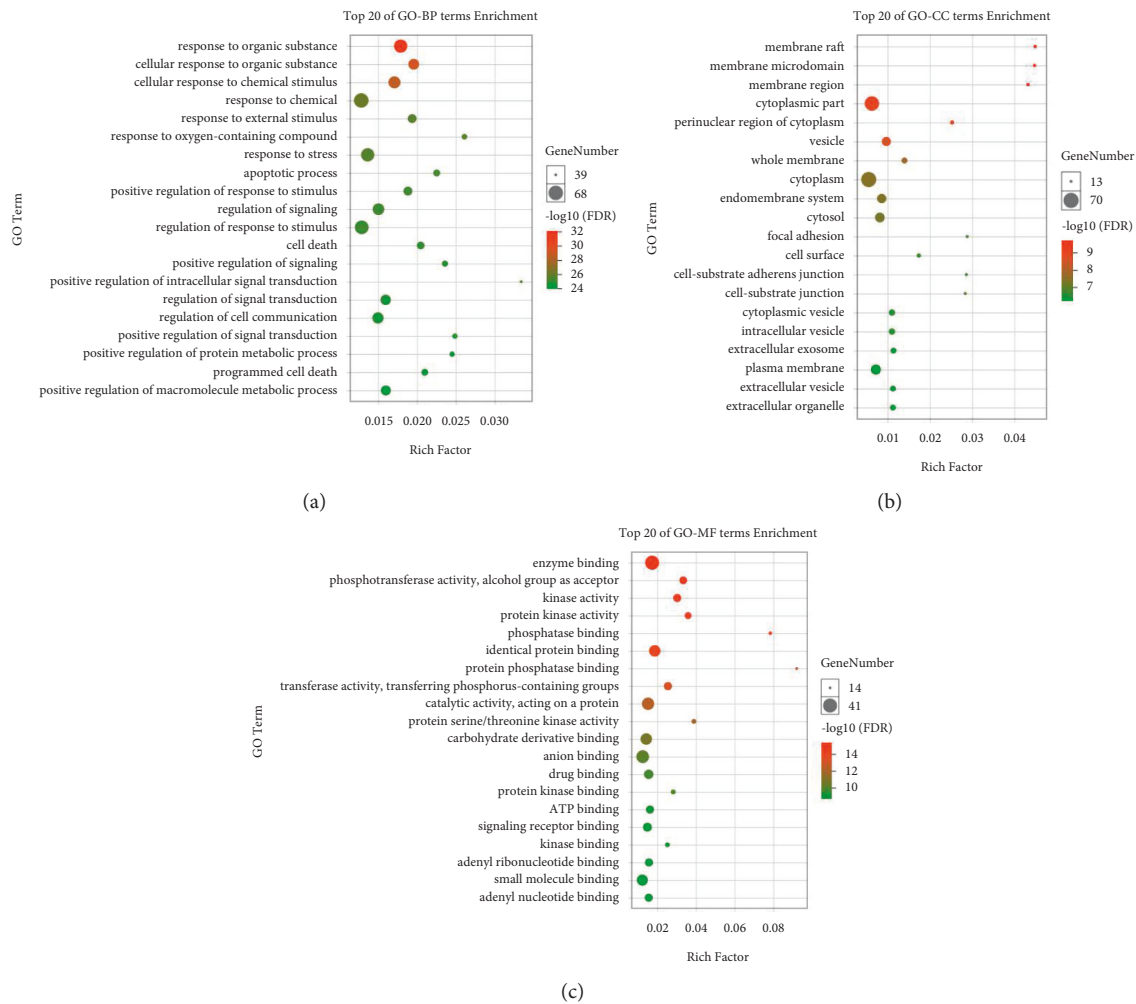 Top 20 of GO-BP terms Enrichment
GO Term
response to organic substance
cellular response to organic substance
cellular response to chemical stimulus
response to chemical
response to external stimulus
response to oxygen-containing compound
response to stress
apoptotic process
positive regulation of response to stimulus
regulation of signaling
regulation of response to stimulus
cell death
positive regulation of signaling
positive regulation of intracellular signal transduction
regulation of signal transduction
regulation of cell communication
positive regulation of signal transduction
positive regulation of protein metabolic process
programmed cell death
positive regulation of macromolecule metabolic process
0.015 0.020 0.025 0.030
Rich Factor
GeneNumber
39
68
-log10 (FDR)
32
30
28
26
24
(a)
Top 20 of GO-CC terms Enrichment
GO Term
membrane raft
membrane microdomain
membrane region
cytoplasmic part
perinuclear region of cytoplasm
vesicle
whole membrane
cytoplasm
endomembrane system
cytosol
focal adhesion
cell surface
cell-substrate adherens junction
cell-substrate junction
cytoplasmic vesicle
intracellular vesicle
extracellular exosome
plasma membrane
extracellular vesicle
extracellular organelle
0.01 0.02 0.03 0.04
Rich Factor
GeneNumber
13
70
-log10 (FDR)
9
8
7
(b)
Top 20 of GO-MF terms Enrichment
GO Term
enzyme binding
phosphotransferase activity, alcohol group as acceptor
kinase activity
protein kinase activity
phosphatase binding
identical protein binding
protein phosphatase binding
transferase activity, transferring phosphorus-containing groups
catalytic activity, acting on a protein
protein serine/threonine kinase activity
carbohydrate derivative binding
anion binding
drug binding
protein kinase binding
ATP binding
signaling receptor binding
kinase binding
adenyl ribonucleotide binding
small molecule binding
adenyl nucleotide binding
0.02 0.04 0.06 0.08
Rich Factor
GeneNumber
14
41
-log10 (FDR)
14
12
10
(c)